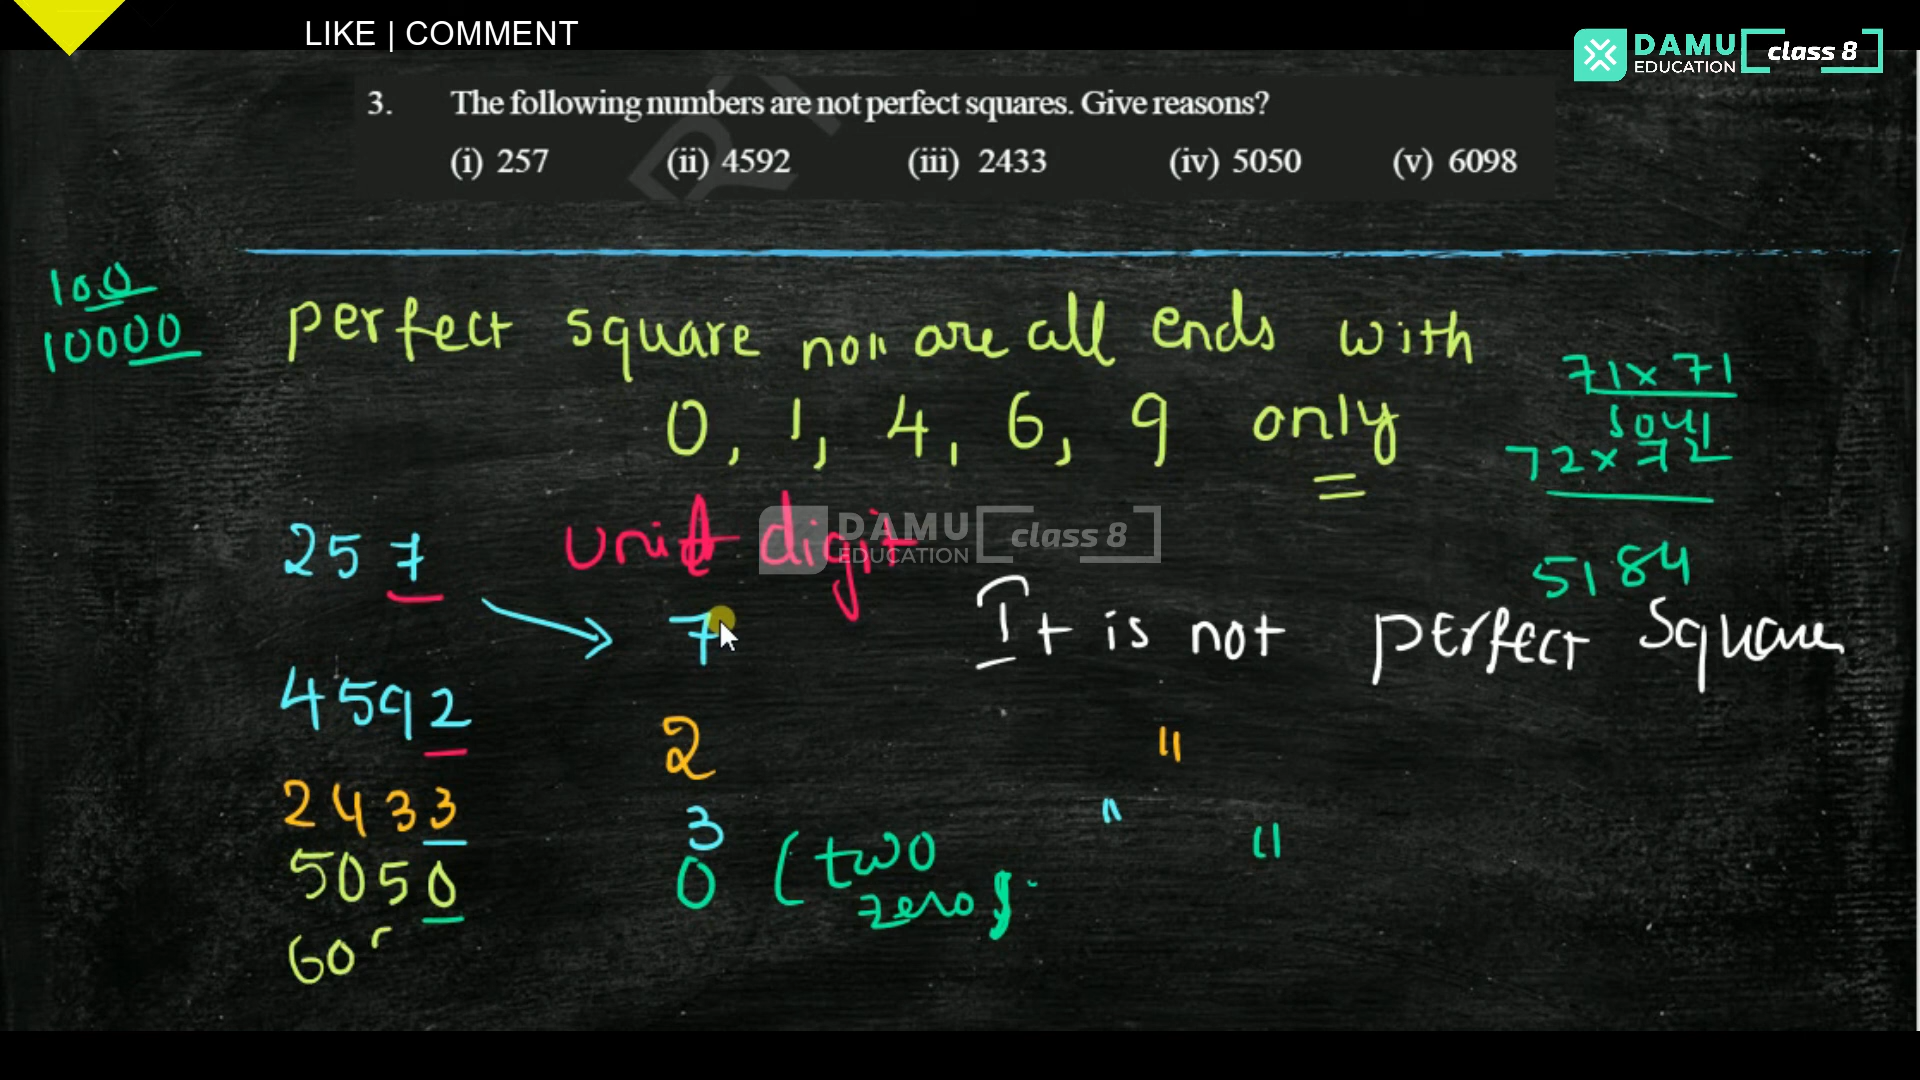 LIKE | COMMENT
DAMU EDUCATION class 8
3. The following numbers are not perfect squares. Give reasons?
(i) 257 (ii) 4592 (iii) 2433 (iv) 5050 (v) 6098
100
10000
perfect square no" are all ends with
0, 1, 4, 6, 9 only
71 x 71
5041
72 x 72
5184
257 unit digit
DAMU EDUCATION class 8
7 It is not perfect square
4592 2 "
2433 3 "
5050 0 (two zero) "
60